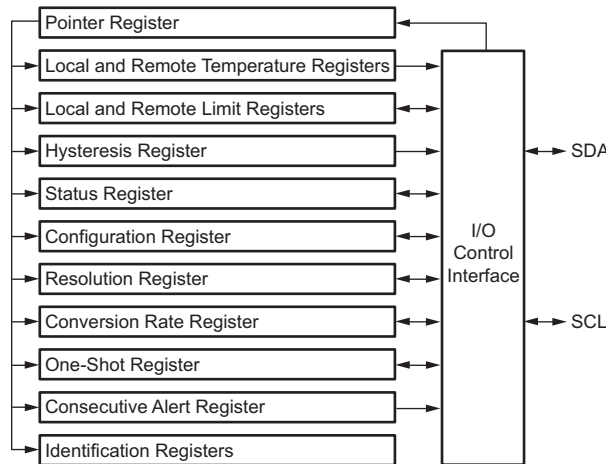 Pointer Register
Local and Remote Temperature Registers
Local and Remote Limit Registers
Hysteresis Register
SDA
Status Register
Configuration Register
I/O
Control
Interface
Resolution Register
Conversion Rate Register
SCL
One-Shot Register
Consecutive Alert Register
Identification Registers